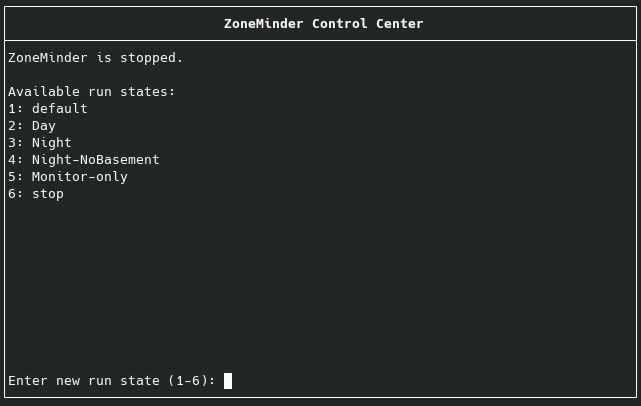 ZoneMinder Control Center
ZoneMinder is stopped.
Available run states:
1: default
2: Day
3: Night
4: Night-NoBasement
5: Monitor-only
6: stop
Enter new run state (1-6):